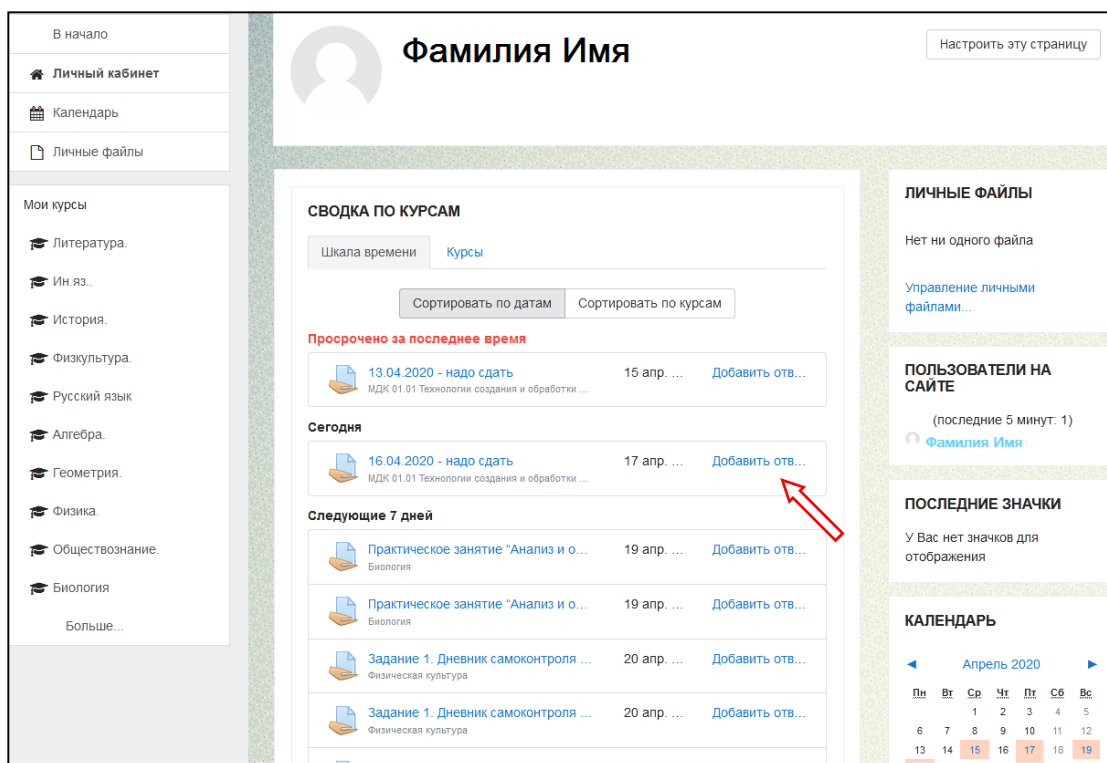 В начало
Личный кабинет
Календарь
Личные файлы
Мои курсы
Литература.
Ин.яз..
История.
Физкультура.
Русский язык
Алгебра.
Геометрия.
Физика.
Обществознание.
Биология
Больше...
Фамилия Имя
Настроить эту страницу
СВОДКА ПО КУРСАМ
Шкала времени Курсы
Сортировать по датам Сортировать по курсам
Просрочено за последнее время
13.04.2020 - надо сдать 15 апр. ... Добавить отв...
МДК 01.01 Технологии создания и обработки ...
Сегодня
16.04.2020 - надо сдать 17 апр. ... Добавить отв...
МДК 01.01 Технологии создания и обработки ...
Следующие 7 дней
Практическое занятие "Анализ и о... 19 апр. ... Добавить отв...
Биология
Практическое занятие "Анализ и о... 19 апр. ... Добавить отв...
Биология
Задание 1. Дневник самоконтроля ... 20 апр. ... Добавить отв...
Физическая культура
Задание 1. Дневник самоконтроля ... 20 апр. ... Добавить отв...
Физическая культура
ЛИЧНЫЕ ФАЙЛЫ
Нет ни одного файла
Управление личными
файлами...
ПОЛЬЗОВАТЕЛИ НА
САЙТЕ
(последние 5 минут: 1)
Фамилия Имя
ПОСЛЕДНИЕ ЗНАЧКИ
У Вас нет значков для
отображения
КАЛЕНДАРЬ
◄ Апрель 2020 ►
Пн Вт Ср Чт Пт Сб Вс
1 2 3 4 5
6 7 8 9 10 11 12
13 14 15 16 17 18 19